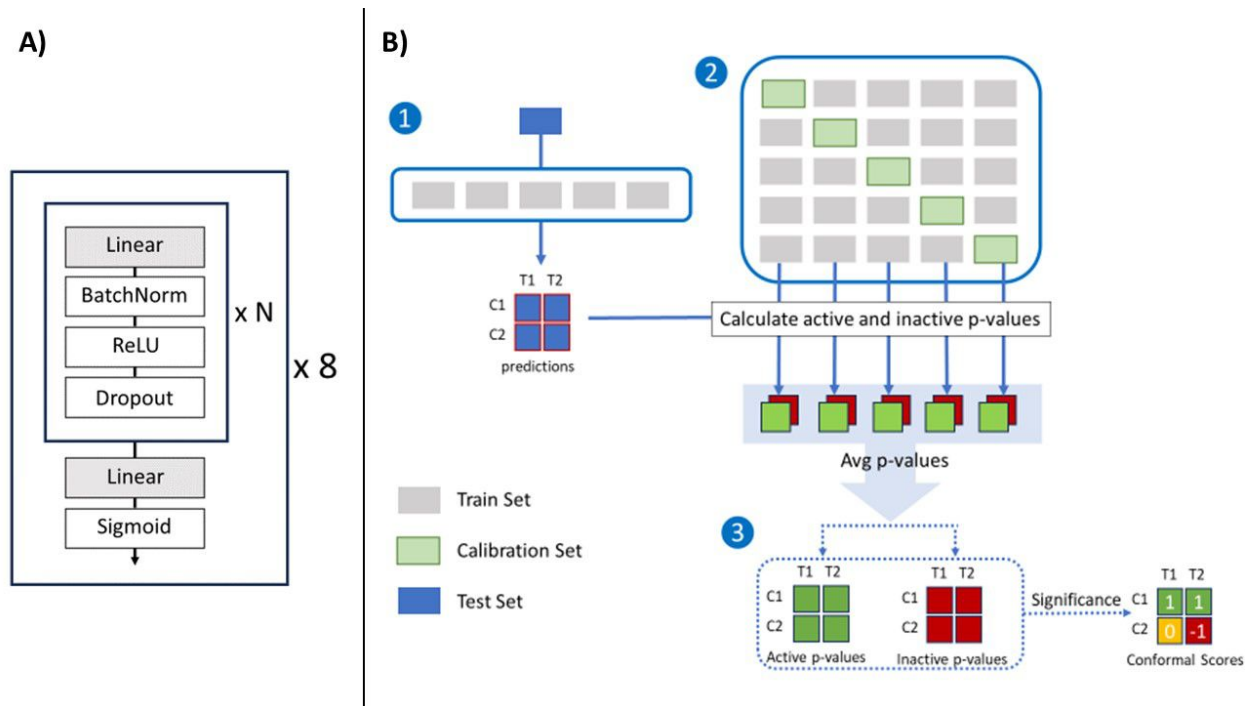 A)
Linear
BatchNorm
ReLU
Dropout
x N
x 8
Linear
Sigmoid
B)
1
T1 T2
C1
C2
predictions
2
Calculate active and inactive p-values
Avg p-values
Train Set
Calibration Set
Test Set
3
T1 T2
C1
C2
Active p-values
T1 T2
C1
C2
Inactive p-values
Significance
T1 T2
C1 1 1
C2 0 -1
Conformal Scores